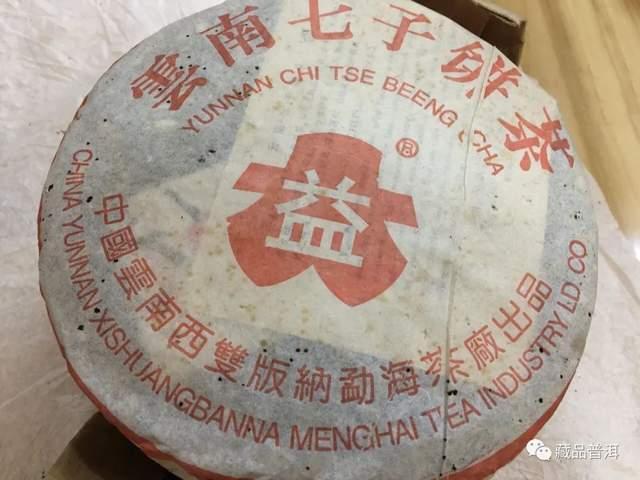 雲南七子餅茶
YUNNAN CHI TSE BEENG CHA
®
益
中國雲南西雙版納勐海茶廠出品
CHINA YUNNAN XISHUANGBANNA MENGHAI TEA INDUSTRY LD.CO
藏品普洱